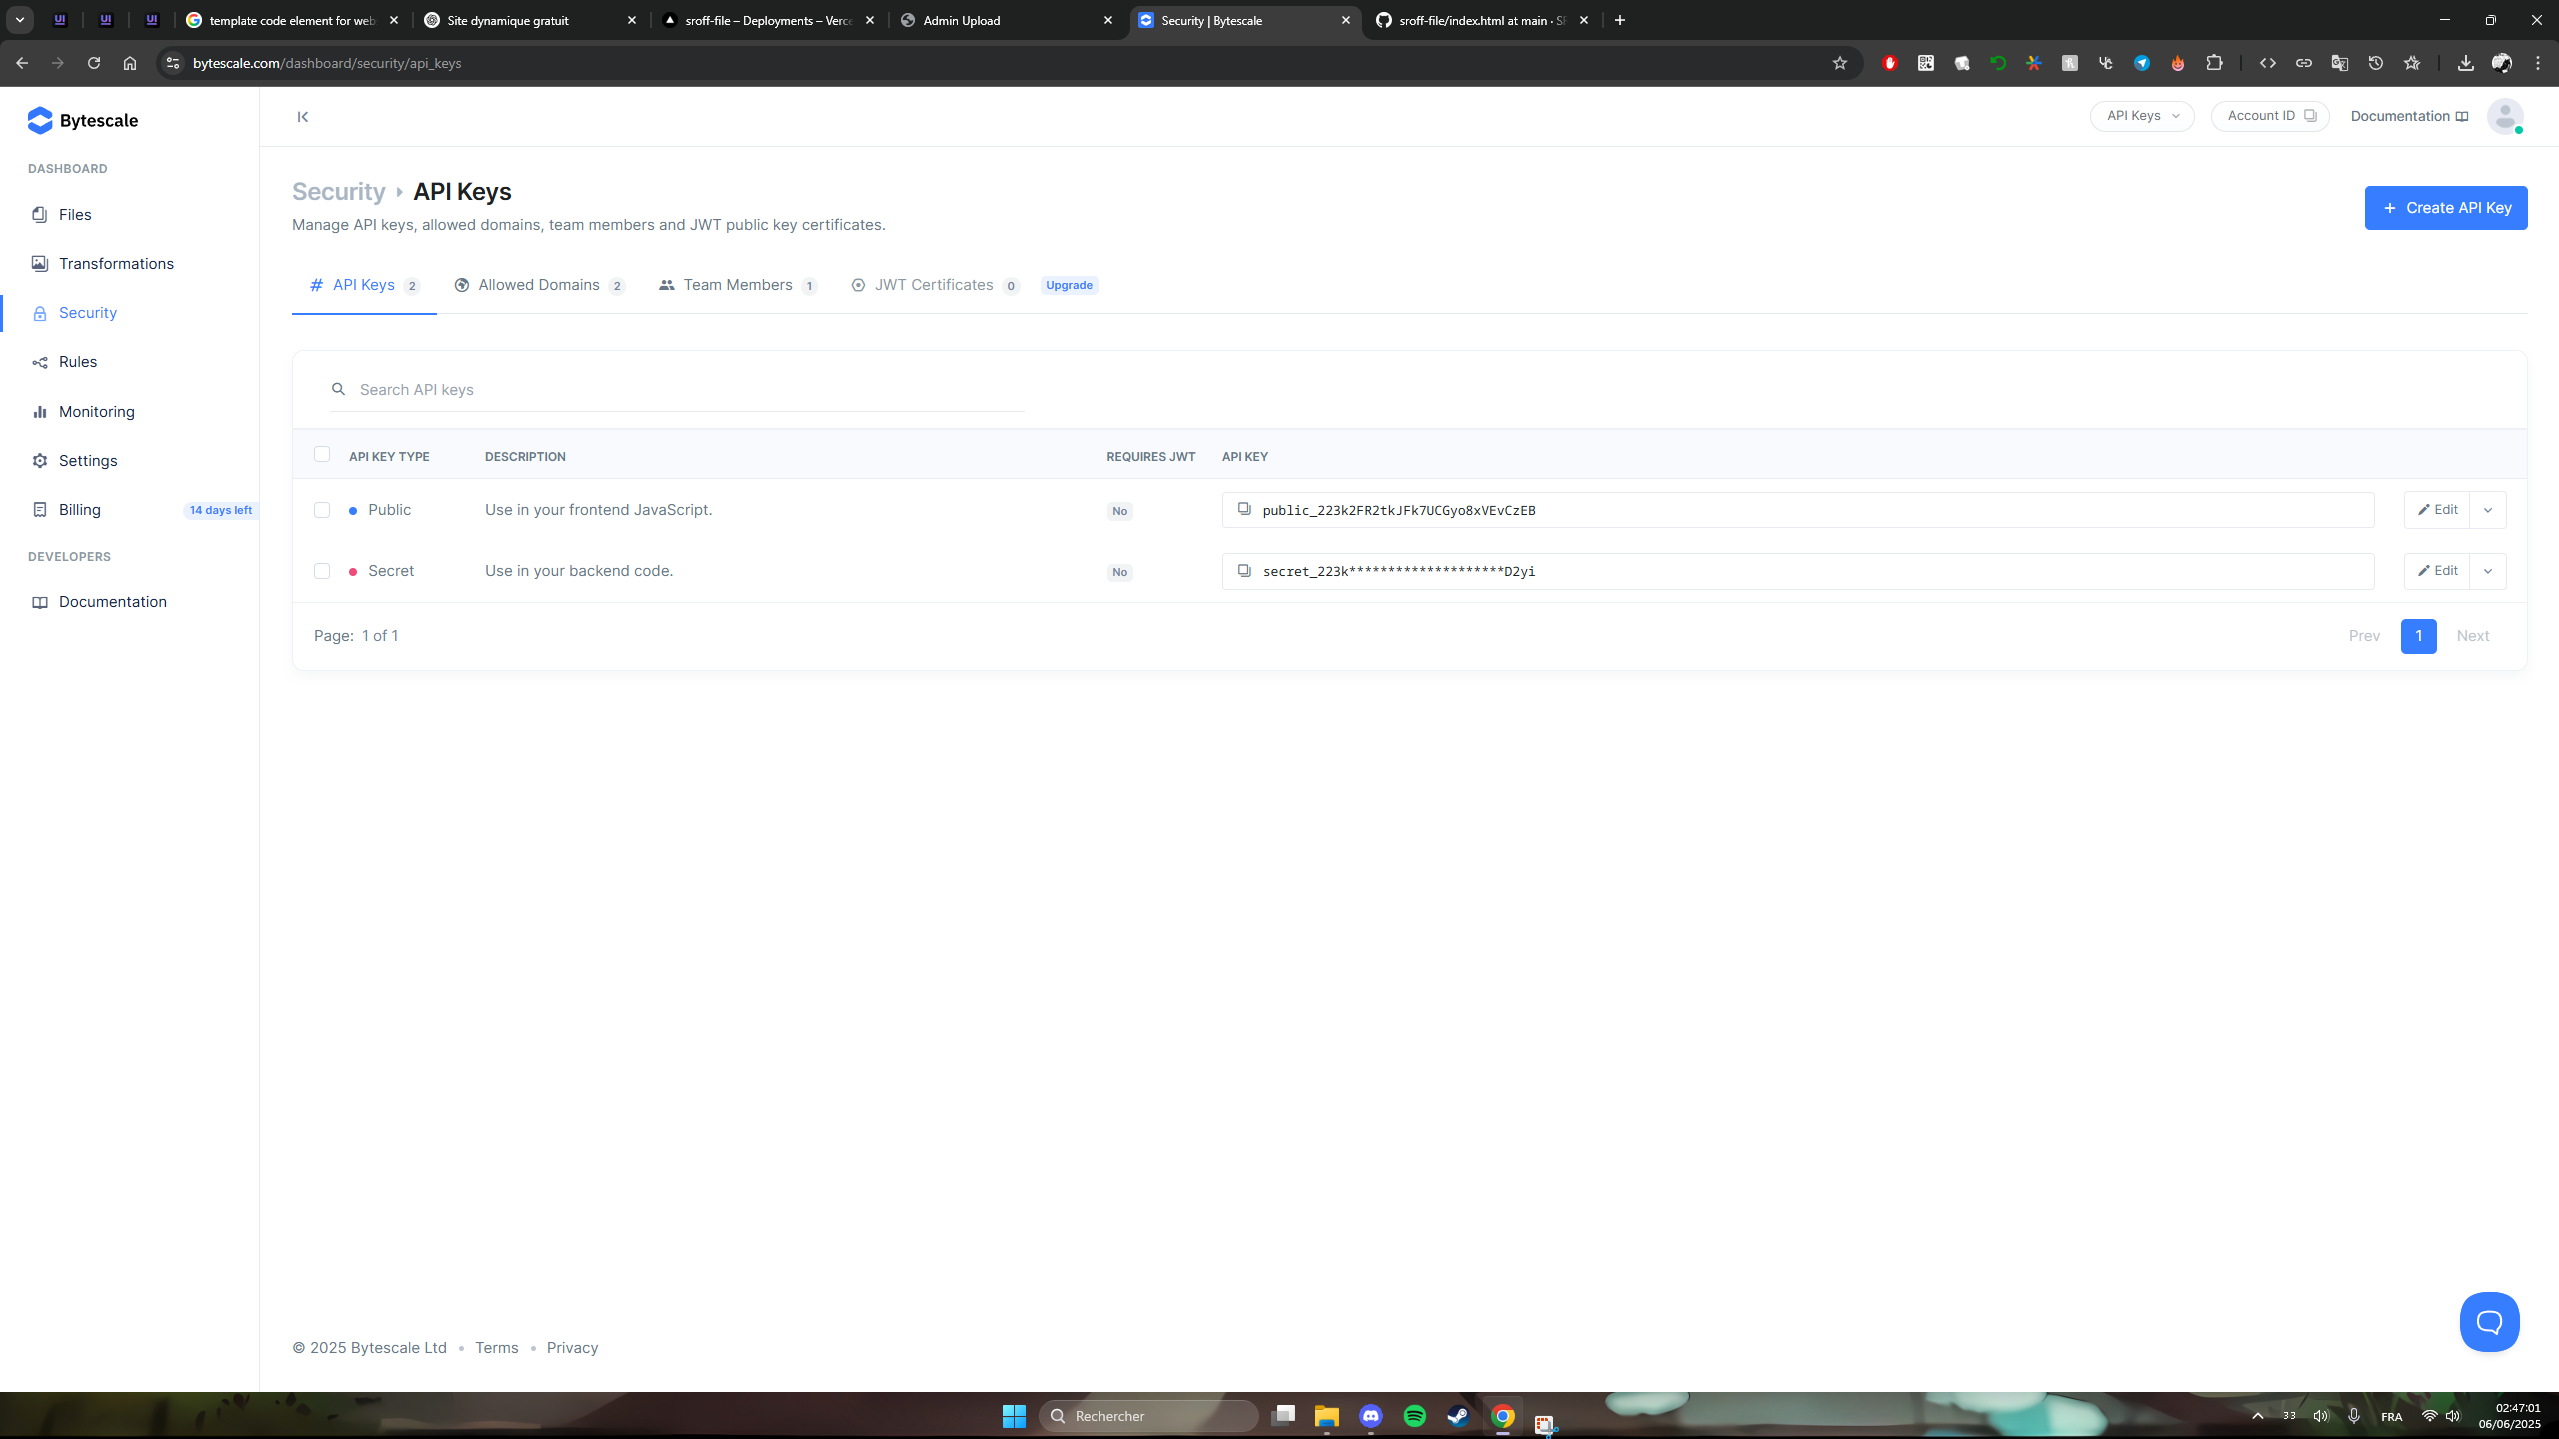 template code element for web
Site dynamique gratuit
sroff-file – Deployments – Verce
Admin Upload
Security | Bytescale
sroff-file/index.html at main · SF
bytescale.com/dashboard/security/api_keys
Bytescale
API Keys
Account ID
Documentation
DASHBOARD
Files
Transformations
Security
Rules
Monitoring
Settings
Billing
14 days left
DEVELOPERS
Documentation
Security API Keys
Manage API keys, allowed domains, team members and JWT public key certificates.
+ Create API Key
# API Keys 2
Allowed Domains 2
Team Members 1
JWT Certificates 0
Upgrade
Search API keys
API KEY TYPE DESCRIPTION REQUIRES JWT API KEY
Public Use in your frontend JavaScript. No public_223k2FR2tkJFk7UCGyo8xVEvCzEB Edit
Secret Use in your backend code. No secret_223k********************D2yi Edit
Page: 1 of 1
Prev 1 Next
© 2025 Bytescale Ltd • Terms • Privacy
Rechercher
33
FRA
02:47:01
06/06/2025